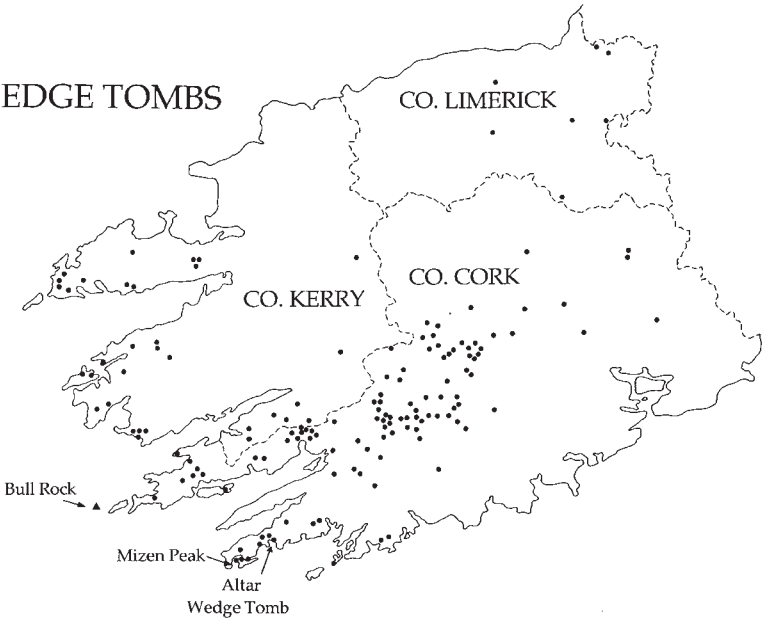 EDGE TOMBS
CO. LIMERICK
CO. CORK
CO. KERRY
Bull Rock
Mizen Peak
Altar
Wedge Tomb